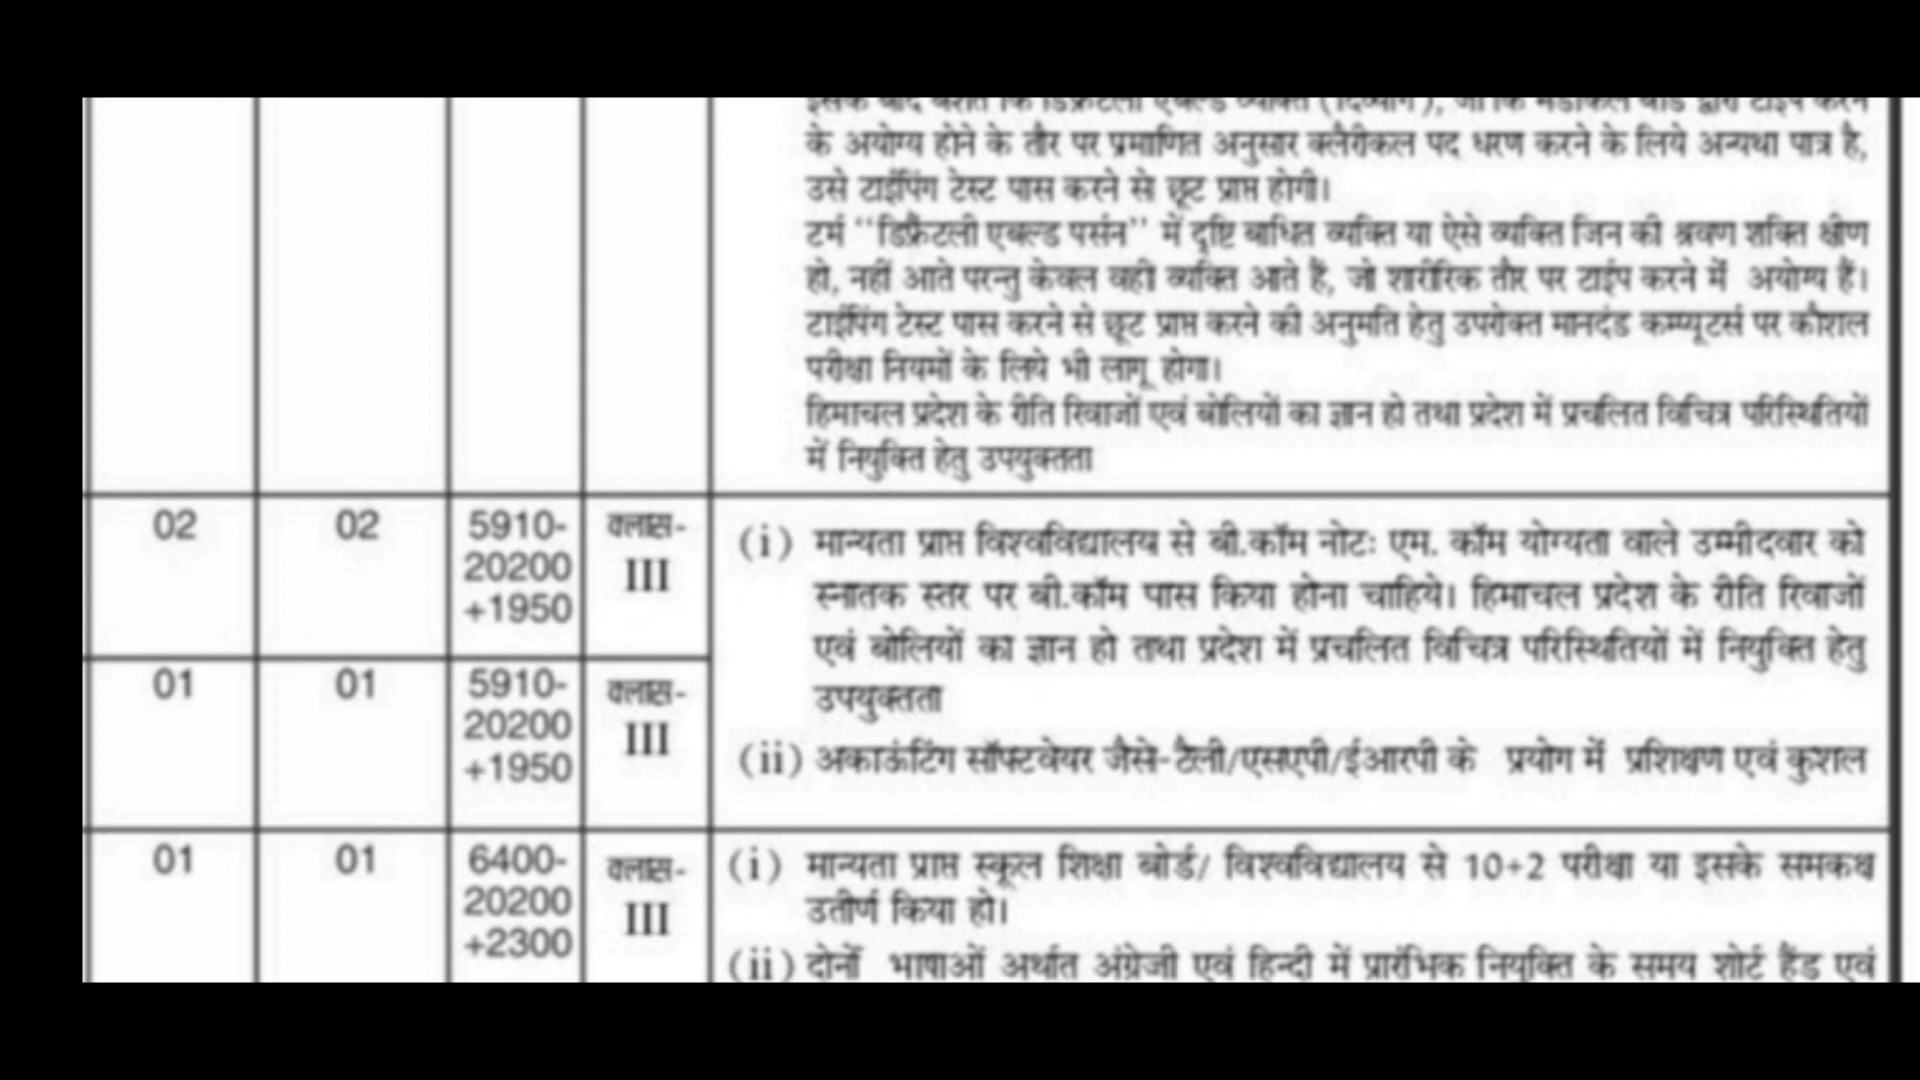 के अयोग्य होने के तौर पर प्रमाणित अनुसार क्लैरीकल पद धरण करने के लिये अन्यथा पात्र है,
उसे टाईपिंग टेस्ट पास करने से छूट प्राप्त होगी।
टर्म ‘‘डिफ्रैंटली एबल्ड पर्सन’’ में दृष्टि बाधित व्यक्ति या ऐसे व्यक्ति जिन की श्रवण शक्ति क्षीण
हो, नहीं आते परन्तु केवल वही व्यक्ति आते हैं, जो शारीरिक तौर पर टाईप करने में अयोग्य हैं।
टाईपिंग टेस्ट पास करने से छूट प्राप्त करने की अनुमति हेतु उपरोक्त मानदंड कम्प्यूटर्स पर कौशल
परीक्षा नियमों के लिये भी लागू होगा।
हिमाचल प्रदेश के रीति रिवाजों एवं बोलियों का ज्ञान हो तथा प्रदेश में प्रचलित विचित्र परिस्थितियों
में नियुक्ति हेतु उपयुक्तता
02 02 5910-
20200
+1950
क्लास-
III
(i) मान्यता प्राप्त विश्वविद्यालय से बी.कॉम नोटः एम. कॉम योग्यता वाले उम्मीदवार को
स्नातक स्तर पर बी.कॉम पास किया होना चाहिये। हिमाचल प्रदेश के रीति रिवाजों
एवं बोलियों का ज्ञान हो तथा प्रदेश में प्रचलित विचित्र परिस्थितियों में नियुक्ति हेतु
उपयुक्तता
(ii) अकाऊंटिंग सॉफ्टवेयर जैसे-टैली/एसएपी/ईआरपी के प्रयोग में प्रशिक्षण एवं कुशल
01 01 5910-
20200
+1950
क्लास-
III
01 01 6400-
20200
+2300
क्लास-
III
(i) मान्यता प्राप्त स्कूल शिक्षा बोर्ड/ विश्वविद्यालय से 10+2 परीक्षा या इसके समकक्ष
उतीर्ण किया हो।
(ii) दोनों भाषाओं अर्थात अंग्रेजी एवं हिन्दी में प्रारंभिक नियुक्ति के समय शोर्ट हैंड एवं